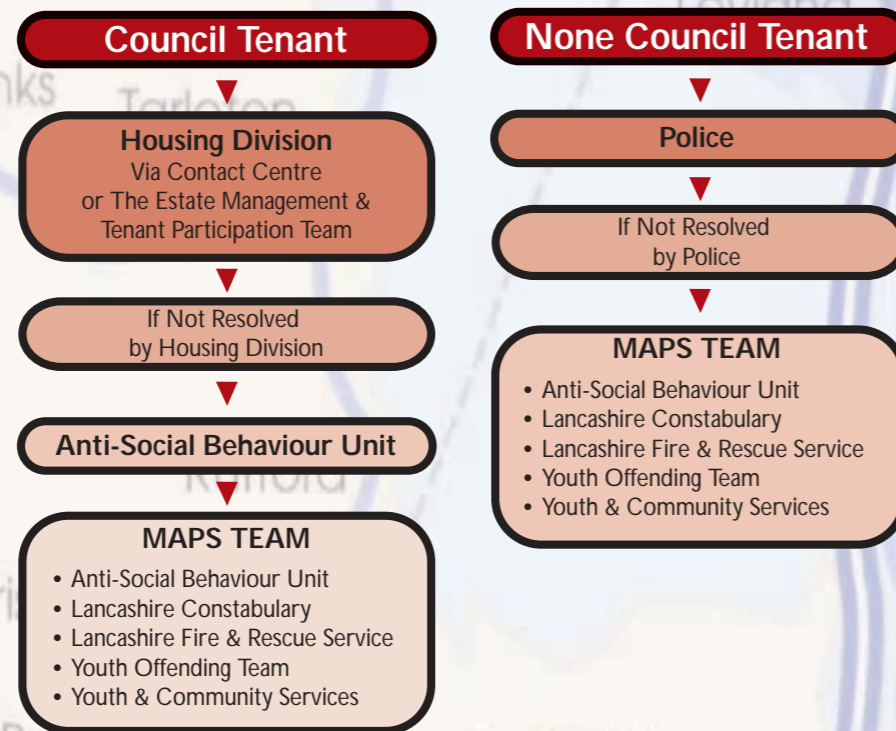 Council Tenant
Housing Division
Via Contact Centre
or The Estate Management &
Tenant Participation Team
If Not Resolved
by Housing Division
Anti-Social Behaviour Unit
MAPS TEAM
• Anti-Social Behaviour Unit
• Lancashire Constabulary
• Lancashire Fire & Rescue Service
• Youth Offending Team
• Youth & Community Services
None Council Tenant
Police
If Not Resolved
by Police
MAPS TEAM
• Anti-Social Behaviour Unit
• Lancashire Constabulary
• Lancashire Fire & Rescue Service
• Youth Offending Team
• Youth & Community Services
Tarleton
Rufford
Leyland